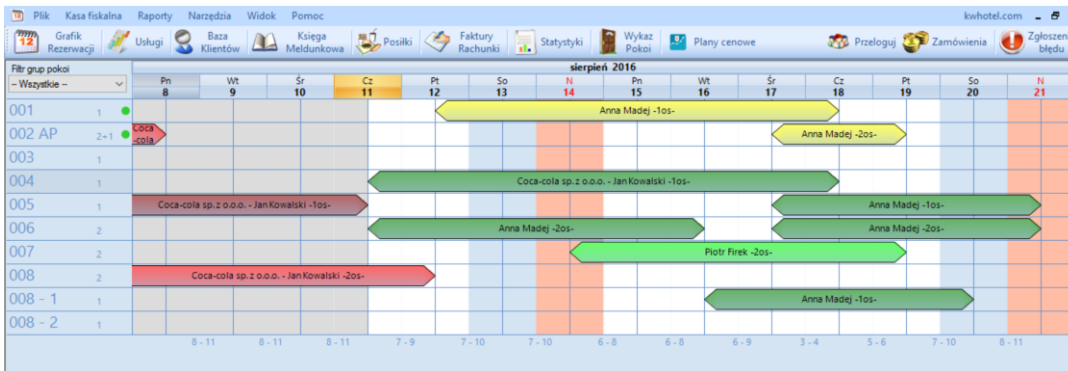 Plik Kasa fiskalna Raporty Narzędzia Widok Pomoc kwhotel.com
Grafik Rezerwacji Usługi Baza Klientów Księga Meldunkowa Posiłki Faktury Rachunki Statystyki Wykaz Pokoi Plany cenowe Przeloguj Zamówienia Zgłoszen błędu
Filtr grup pokoi sierpień 2016
-- Wszystkie -- Pn Wt Śr Cz Pt So N Pn Wt Śr Cz Pt So N
8 9 10 11 12 13 14 15 16 17 18 19 20 21
001 1 Anna Madej -1os-
002 AP 2+1 Coca -cola Anna Madej -2os-
003 1
004 1 Coca-cola sp. z o.o.o. - Jan Kowalski -1os-
005 1 Coca-cola sp. z o.o.o. - Jan Kowalski -1os- Anna Madej -1os-
006 2 Anna Madej -2os- Anna Madej -2os-
007 2 Piotr Firek -2os-
008 2 Coca-cola sp. z o.o.o. - Jan Kowalski -2os-
008 - 1 1 Anna Madej -1os-
008 - 2 1
8 - 11 8 - 11 8 - 11 7 - 9 7 - 10 7 - 10 6 - 8 6 - 8 6 - 9 3 - 4 5 - 6 7 - 10 8 - 11